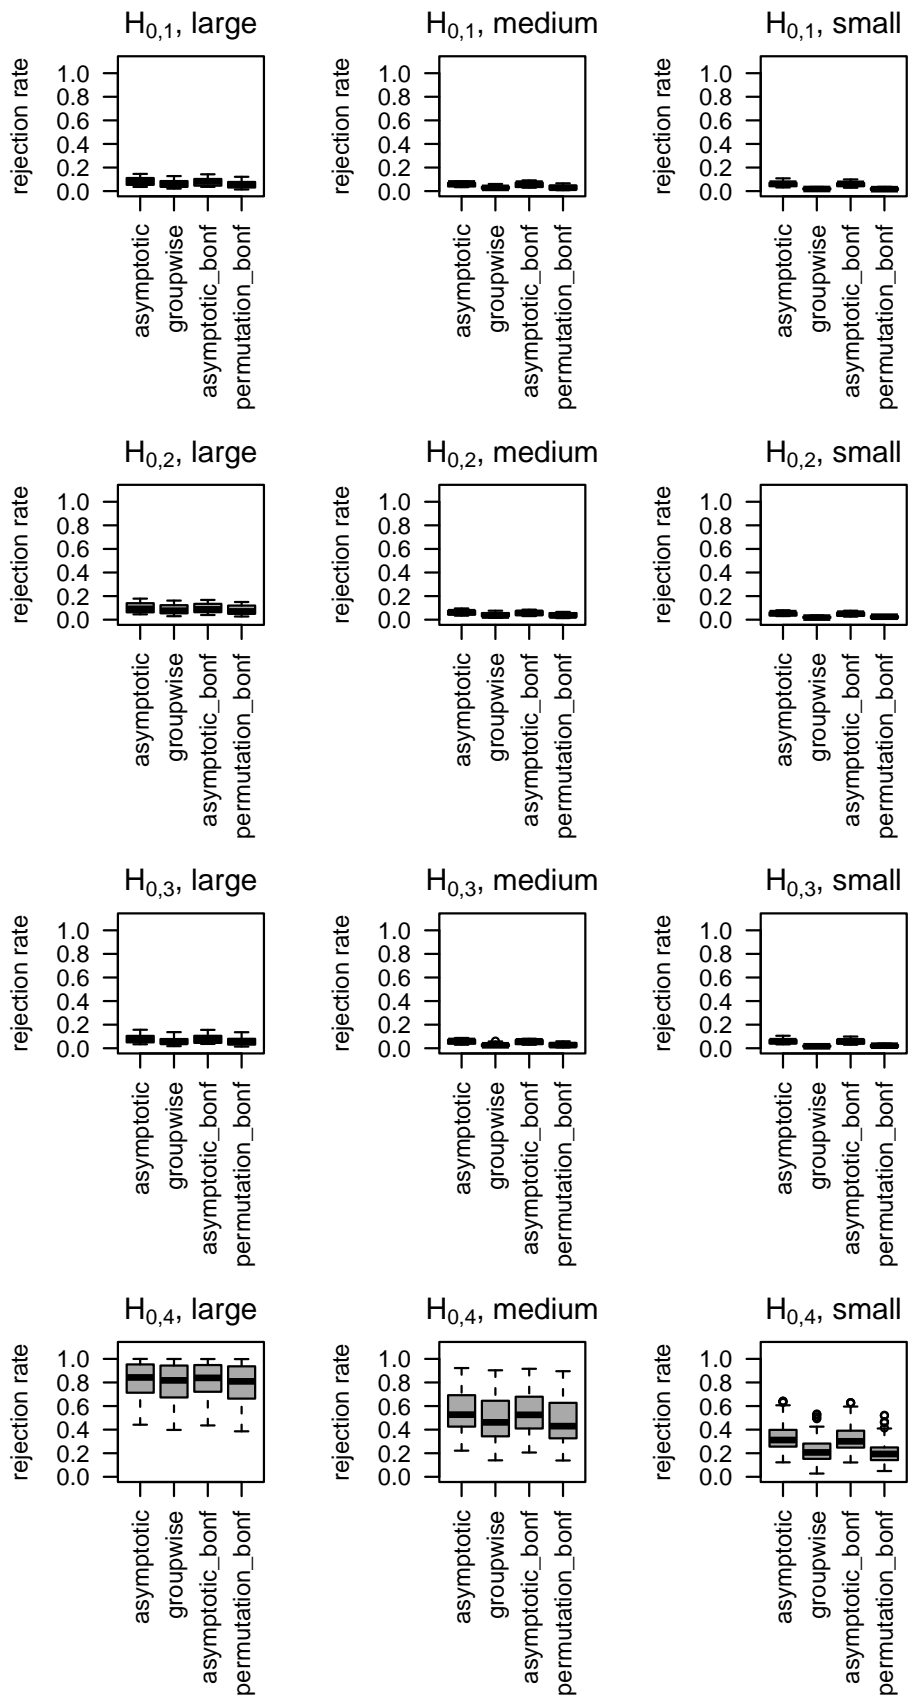 H0,1, large
rejection rate
1.0
0.8
0.6
0.4
0.2
0.0
asymptotic
groupwise
asymptotic_bonf
permutation_bonf
H0,1, medium
rejection rate
1.0
0.8
0.6
0.4
0.2
0.0
asymptotic
groupwise
asymptotic_bonf
permutation_bonf
H0,1, small
rejection rate
1.0
0.8
0.6
0.4
0.2
0.0
asymptotic
groupwise
asymptotic_bonf
permutation_bonf
H0,2, large
rejection rate
1.0
0.8
0.6
0.4
0.2
0.0
asymptotic
groupwise
asymptotic_bonf
permutation_bonf
H0,2, medium
rejection rate
1.0
0.8
0.6
0.4
0.2
0.0
asymptotic
groupwise
asymptotic_bonf
permutation_bonf
H0,2, small
rejection rate
1.0
0.8
0.6
0.4
0.2
0.0
asymptotic
groupwise
asymptotic_bonf
permutation_bonf
H0,3, large
rejection rate
1.0
0.8
0.6
0.4
0.2
0.0
asymptotic
groupwise
asymptotic_bonf
permutation_bonf
H0,3, medium
rejection rate
1.0
0.8
0.6
0.4
0.2
0.0
asymptotic
groupwise
asymptotic_bonf
permutation_bonf
H0,3, small
rejection rate
1.0
0.8
0.6
0.4
0.2
0.0
asymptotic
groupwise
asymptotic_bonf
permutation_bonf
H0,4, large
rejection rate
1.0
0.8
0.6
0.4
0.2
0.0
asymptotic
groupwise
asymptotic_bonf
permutation_bonf
H0,4, medium
rejection rate
1.0
0.8
0.6
0.4
0.2
0.0
asymptotic
groupwise
asymptotic_bonf
permutation_bonf
H0,4, small
rejection rate
1.0
0.8
0.6
0.4
0.2
0.0
asymptotic
groupwise
asymptotic_bonf
permutation_bonf